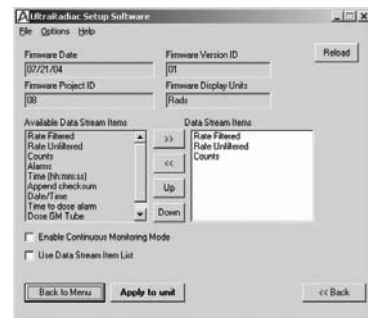 UltraRadiac Setup Software
File Options Help
Firmware Date
07/21/04
Firmware Version ID
01
Reload
Firmware Project ID
08
Firmware Display Units
Rads
Available Data Stream Items
Rate Filtered
Rate Unfiltered
Counts
Alarms
Time (hh:mm:ss)
Append checksum
Date/Time
Time to dose alarm
Dose GM Tube
>>
<<
Up
Down
Data Stream Items
Rate Filtered
Rate Unfiltered
Counts
Enable Continuous Monitoring Mode
Use Data Stream Item List
Back to Menu
Apply to unit
<< Back